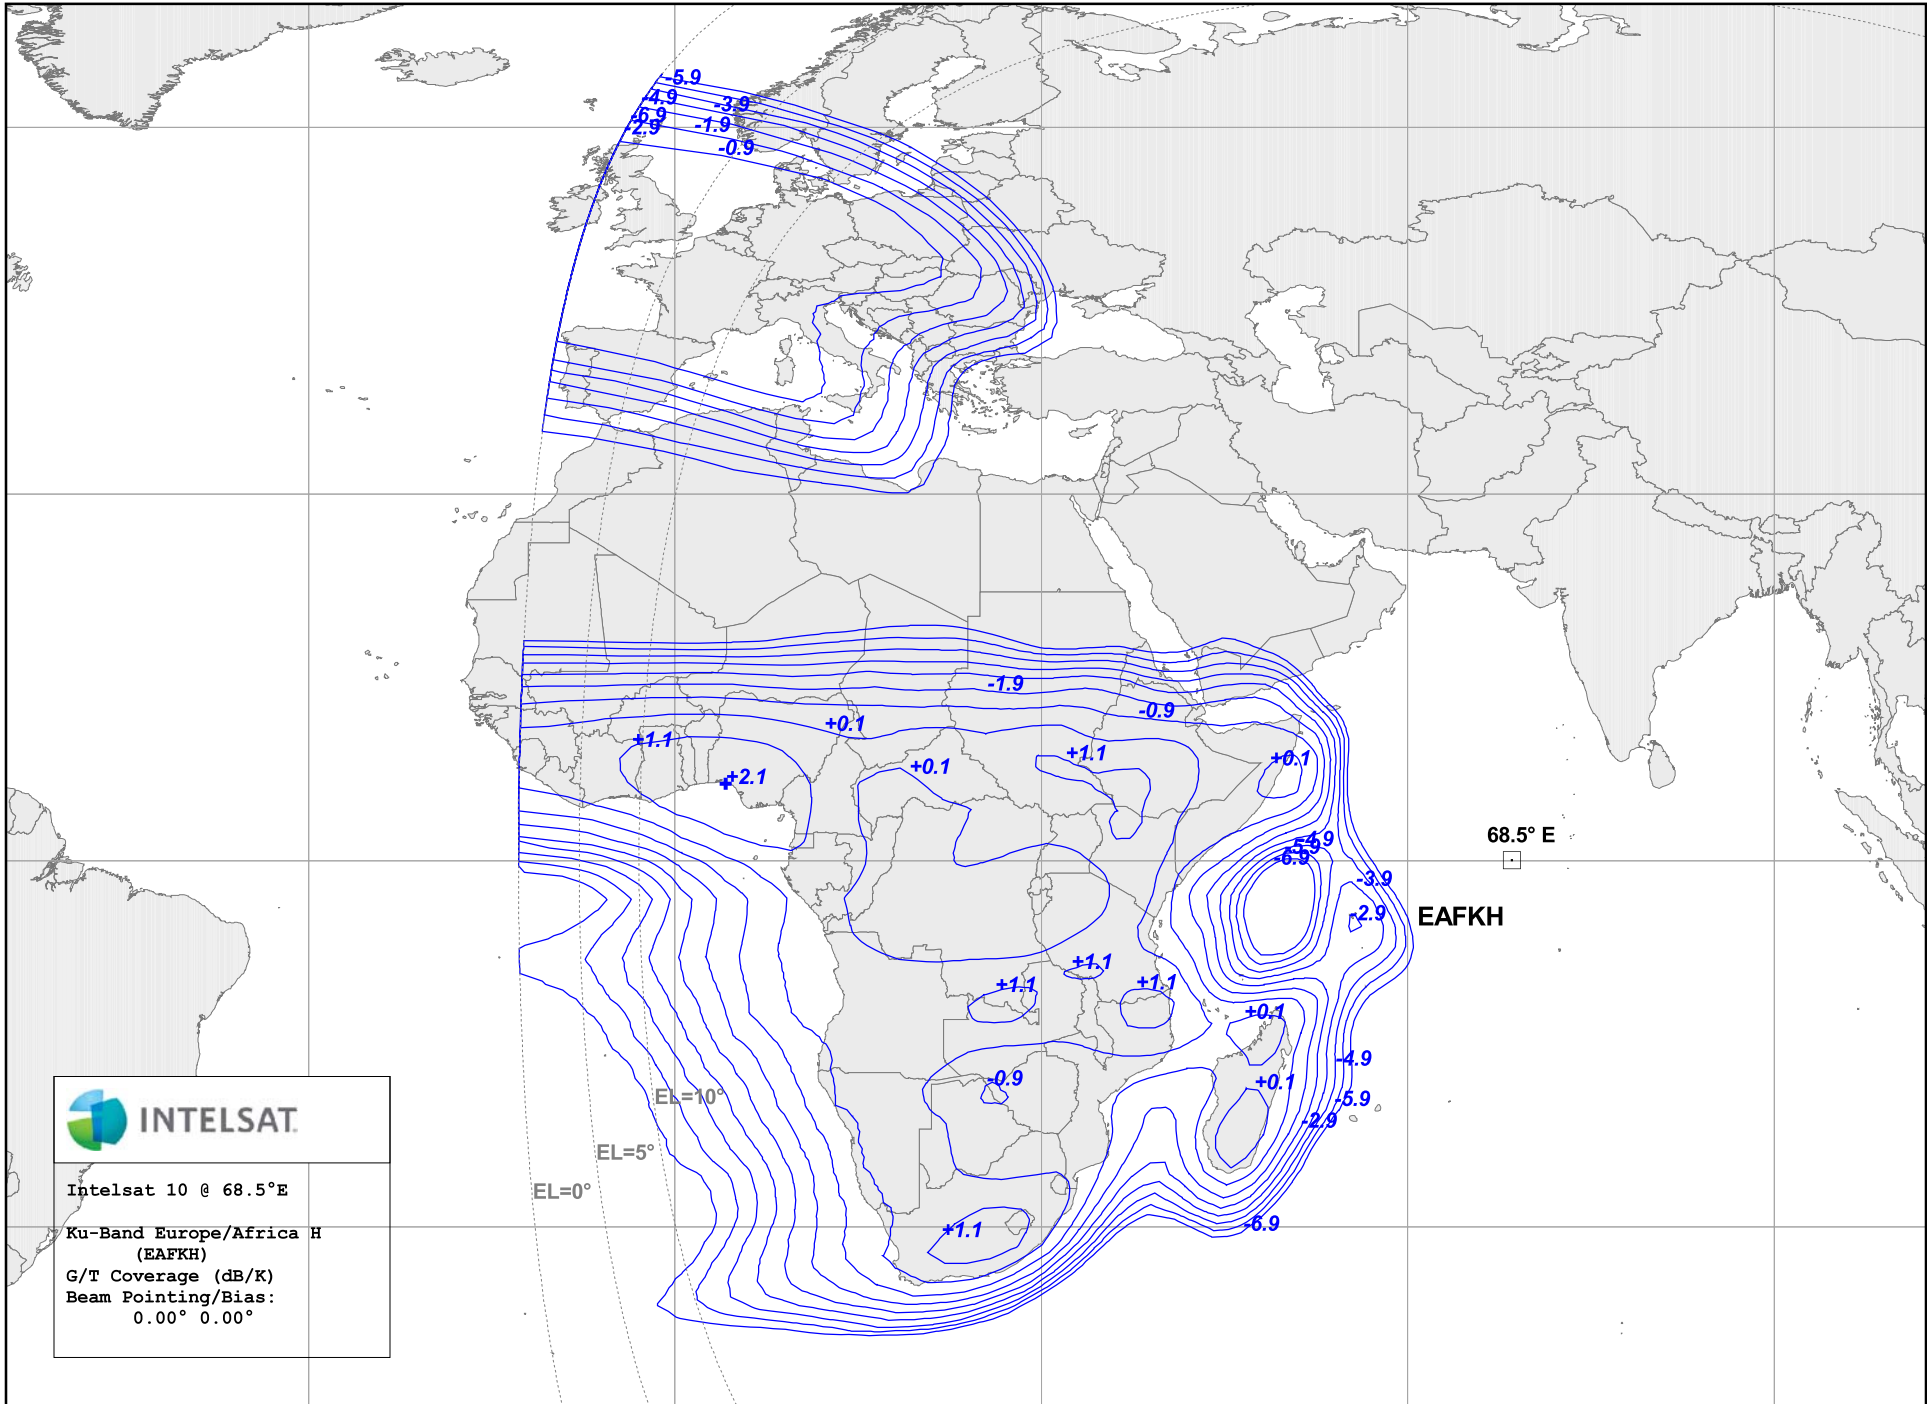 -5.9
-4.9
-3.9
-6.9
-2.9
-1.9
-0.9
-1.9
-0.9
+0.1
+1.1
+1.1
+0.1
+0.1
+2.1
68.5° E
-4.9
-5.9
-6.9
-3.9
-2.9
EAFKH
+1.1
+1.1
+1.1
+0.1
-4.9
-0.9
+0.1
EL=10°
-5.9
-2.9
EL=5°
EL=0°
-6.9
+1.1
INTELSAT.
Intelsat 10 @ 68.5°E
Ku-Band Europe/Africa H
(EAFKH)
G/T Coverage (dB/K)
Beam Pointing/Bias:
0.00° 0.00°